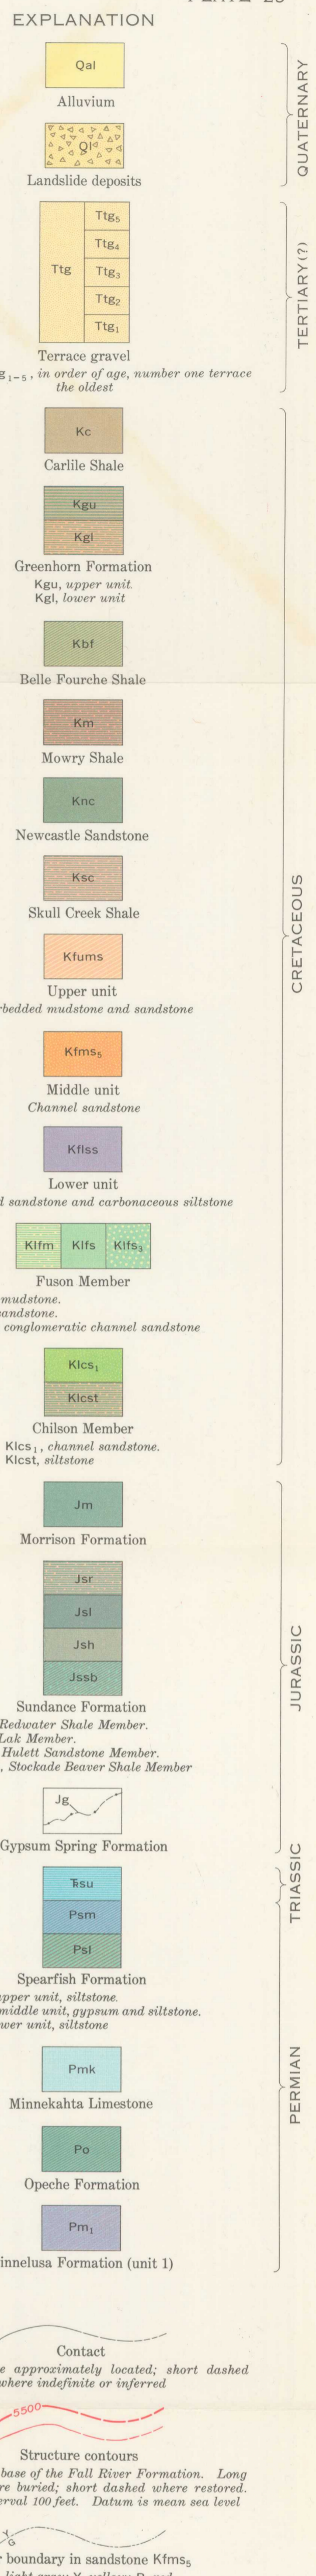 EXPLANATION
Qal
Alluvium
Ql
Landslide deposits
QUATERNARY
Ttg
Ttg5
Ttg4
Ttg3
Ttg2
Ttg1
Terrace gravel
1-5, in order of age, number one terrace
the oldest
TERTIARY(?)
Kc
Carlile Shale
Kgu
Kgl
Greenhorn Formation
Kgu, upper unit.
Kgl, lower unit
Kbf
Belle Fourche Shale
Km
Mowry Shale
Knc
Newcastle Sandstone
Ksc
Skull Creek Shale
Kfums
Upper unit
rbedded mudstone and sandstone
Kfms5
Middle unit
Channel sandstone
Kflss
Lower unit
d sandstone and carbonaceous siltstone
Klfm
Klfs
Klfs3
Fuson Member
mudstone.
andstone.
conglomeratic channel sandstone
Klcs1
Klcst
Chilson Member
Klcs1, channel sandstone.
Klcst, siltstone
CRETACEOUS
Jm
Morrison Formation
Jsr
Jsl
Jsh
Jssb
Sundance Formation
Redwater Shale Member.
Lak Member.
Hulett Sandstone Member.
, Stockade Beaver Shale Member
Jg
Gypsum Spring Formation
JURASSIC
Ŧsu
Psm
Psl
Spearfish Formation
upper unit, siltstone.
middle unit, gypsum and siltstone.
wer unit, siltstone
TRIASSIC
Pmk
Minnekahta Limestone
Po
Opeche Formation
Pm1
innelusa Formation (unit 1)
PERMIAN
Contact
e approximately located; short dashed
where indefinite or inferred
5500
Structure contours
base of the Fall River Formation. Long
re buried; short dashed where restored.
erval 100 feet. Datum is mean sea level
Y
G
r boundary in sandstone Kfms5